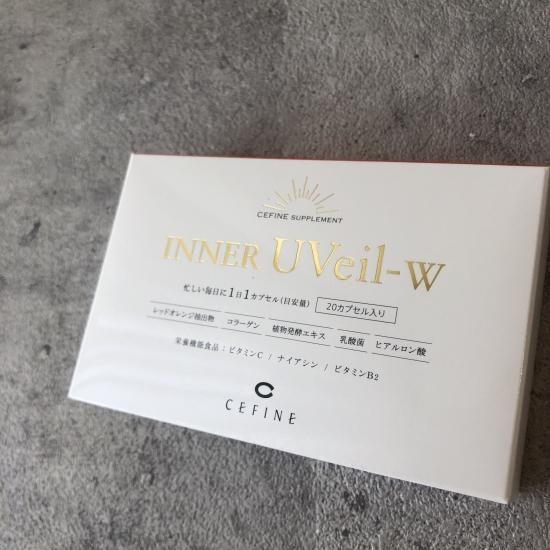 CEFINE SUPPLEMENT
INNER UVeil-W
忙しい毎日に1日1カプセル(目安量) 20カプセル入り
レッドオレンジ抽出物 コラーゲン 植物発酵エキス 乳酸菌 ヒアルロン酸
栄養機能食品:ビタミンC / ナイアシン / ビタミンB2
CEFINE